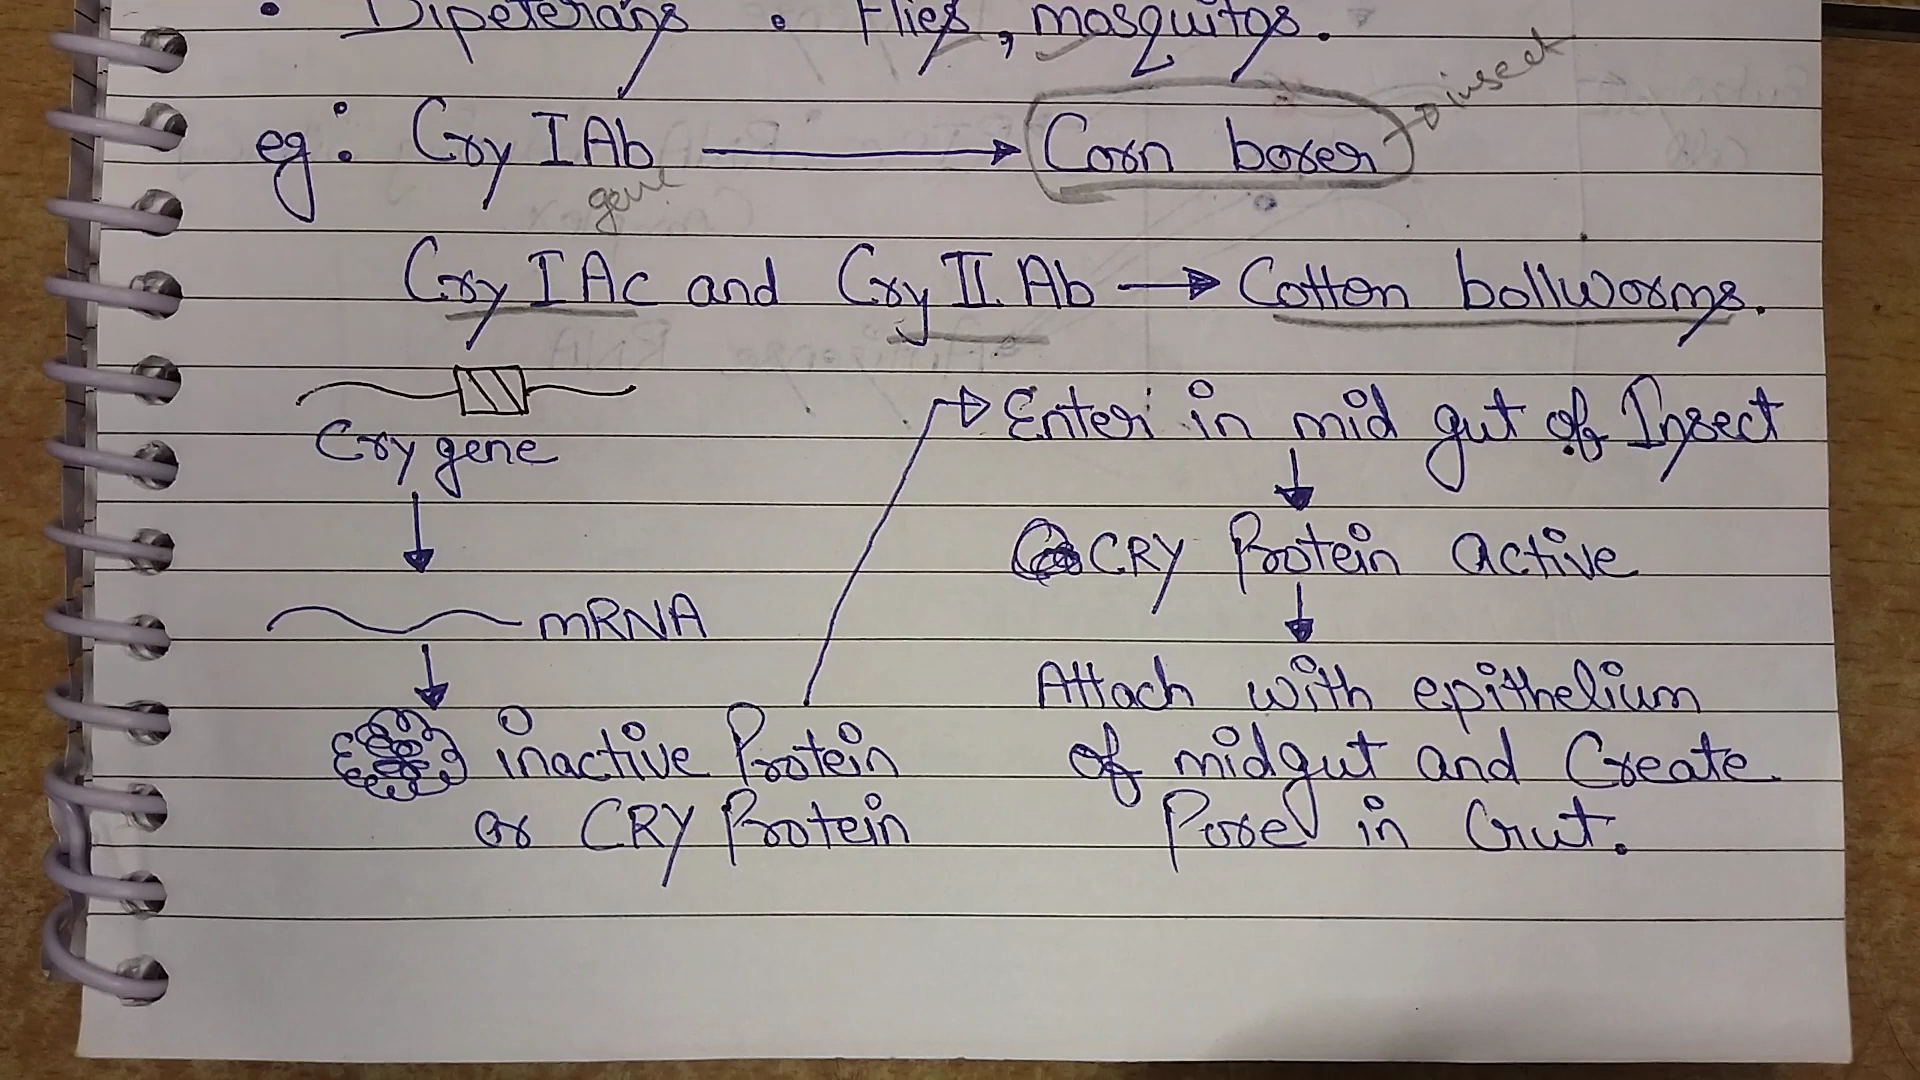 • Dipeterans • Flies, mosquitos.
eg: Cry IAb → Corn borer → insect
gene
Cry IAc and Cry II Ab → Cotton bollworms.
Cry gene
↓
mRNA
↓
inactive Protein
or CRY Protein
→ Enter in mid gut of Insect
↓
CRY Protein active
↓
Attach with epithelium
of midgut and Create
Pore in Gut.